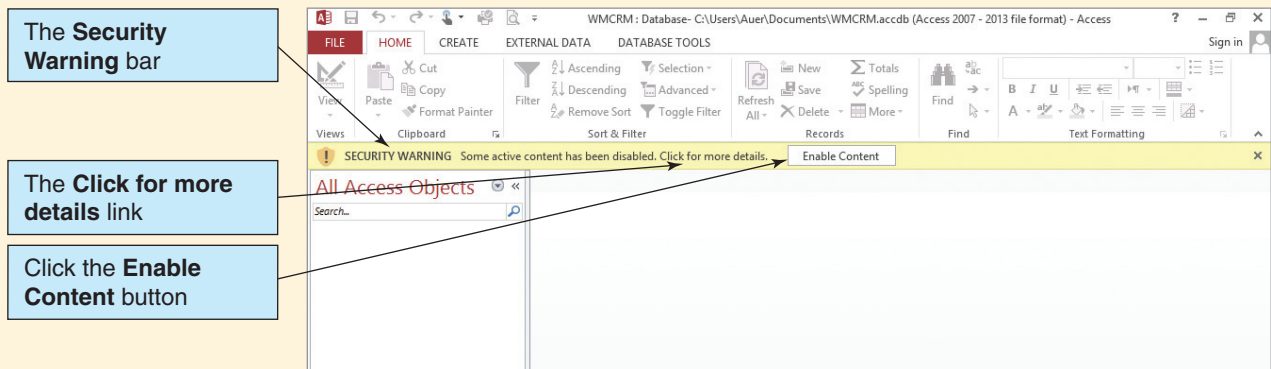 The Security
Warning bar
The Click for more
details link
Click the Enable
Content button
WMCRM : Database- C:\Users\Auer\Documents\WMCRM.accdb (Access 2007 - 2013 file format) - Access
?
FILE HOME CREATE EXTERNAL DATA DATABASE TOOLS
Sign in
View
Views
Paste
Cut
Copy
Format Painter
Clipboard
Filter
Ascending
Descending
Remove Sort
Selection
Advanced
Toggle Filter
Sort & Filter
Refresh
All
New
Save
Delete
Totals
Spelling
More
Records
Find
Find
B I U
A
Text Formatting
SECURITY WARNING Some active content has been disabled. Click for more details.
Enable Content
All Access Objects
Search...